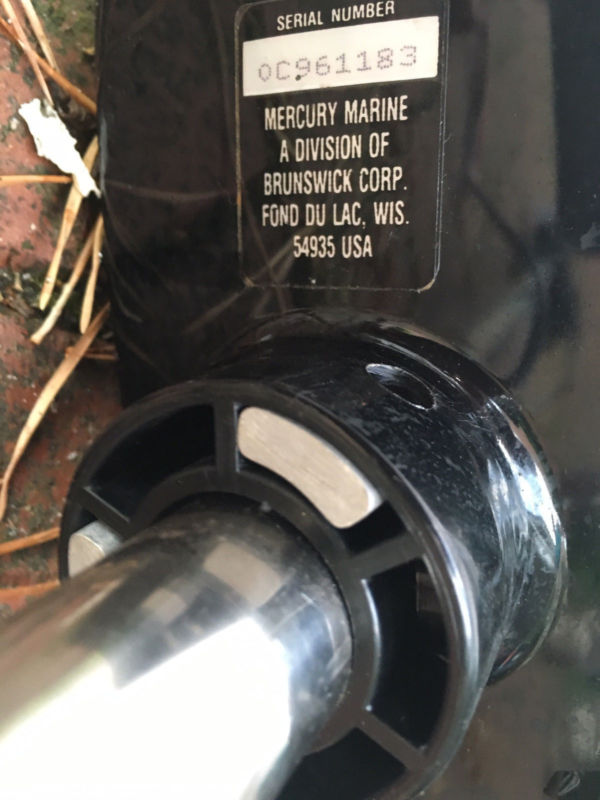 SERIAL NUMBER
0C961183
MERCURY MARINE
A DIVISION OF
BRUNSWICK CORP.
FOND DU LAC, WIS.
54935 USA